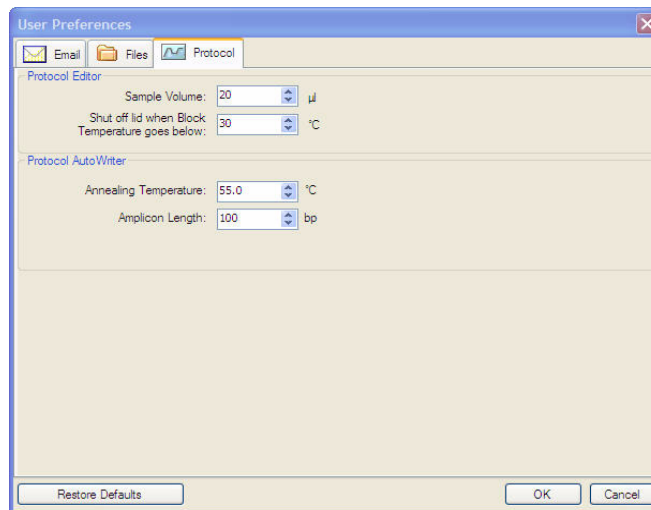 User Preferences
Email Files Protocol
Protocol Editor
Sample Volume: 20 µl
Shut off lid when Block
Temperature goes below: 30 °C
Protocol AutoWriter
Annealing Temperature: 55.0 °C
Amplicon Length: 100 bp
Restore Defaults OK Cancel